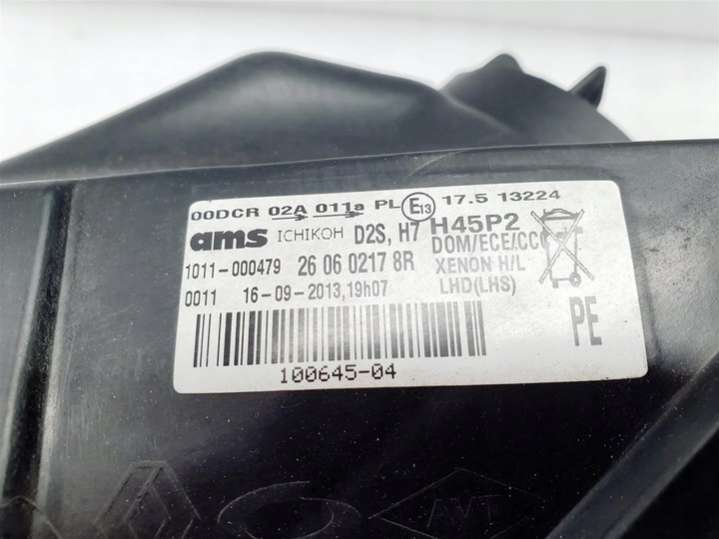 00DCR 02A 011a PL E13 17.5 13224
ams ICHIKOH D2S, H7 H45P2
DOM/ECE/CCC
1011-000479 26 06 0217 8R XENON H/L
0011 16-09-2013,19h07 LHD(LHS)
PE
100645-04
AVT